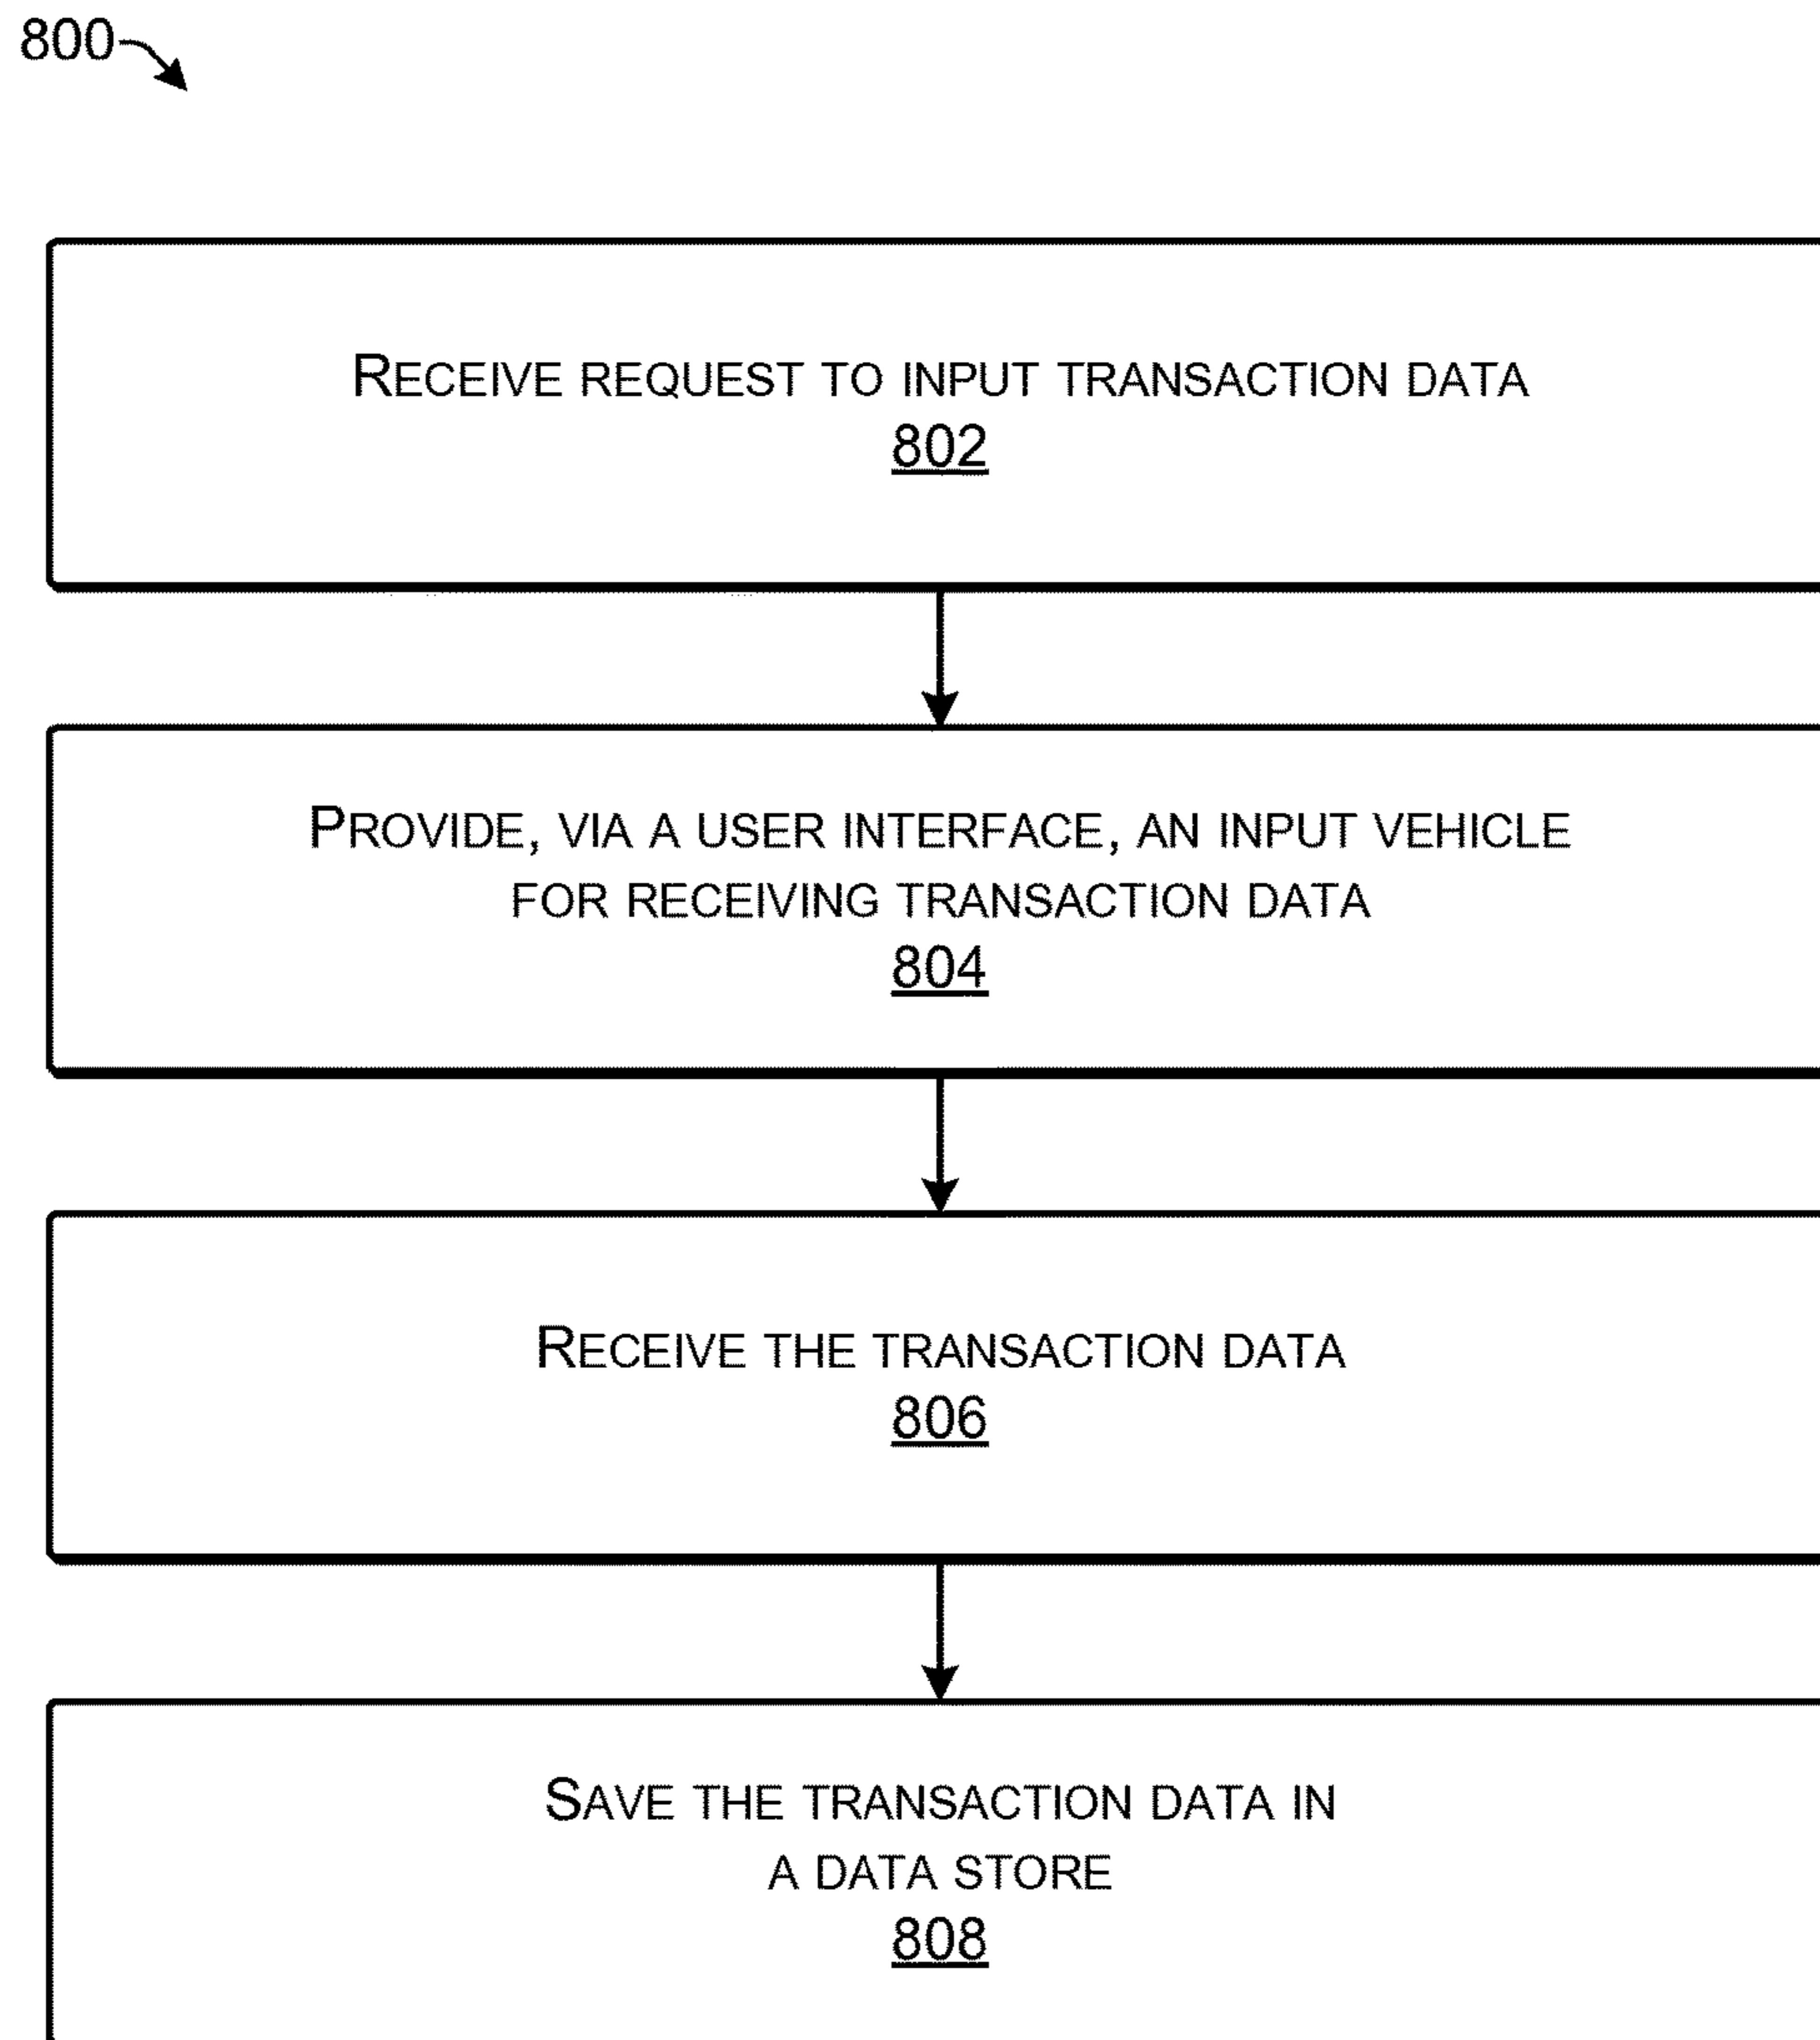 800
RECEIVE REQUEST TO INPUT TRANSACTION DATA
802
PROVIDE, VIA A USER INTERFACE, AN INPUT VEHICLE
FOR RECEIVING TRANSACTION DATA
804
RECEIVE THE TRANSACTION DATA
806
SAVE THE TRANSACTION DATA IN
A DATA STORE
808